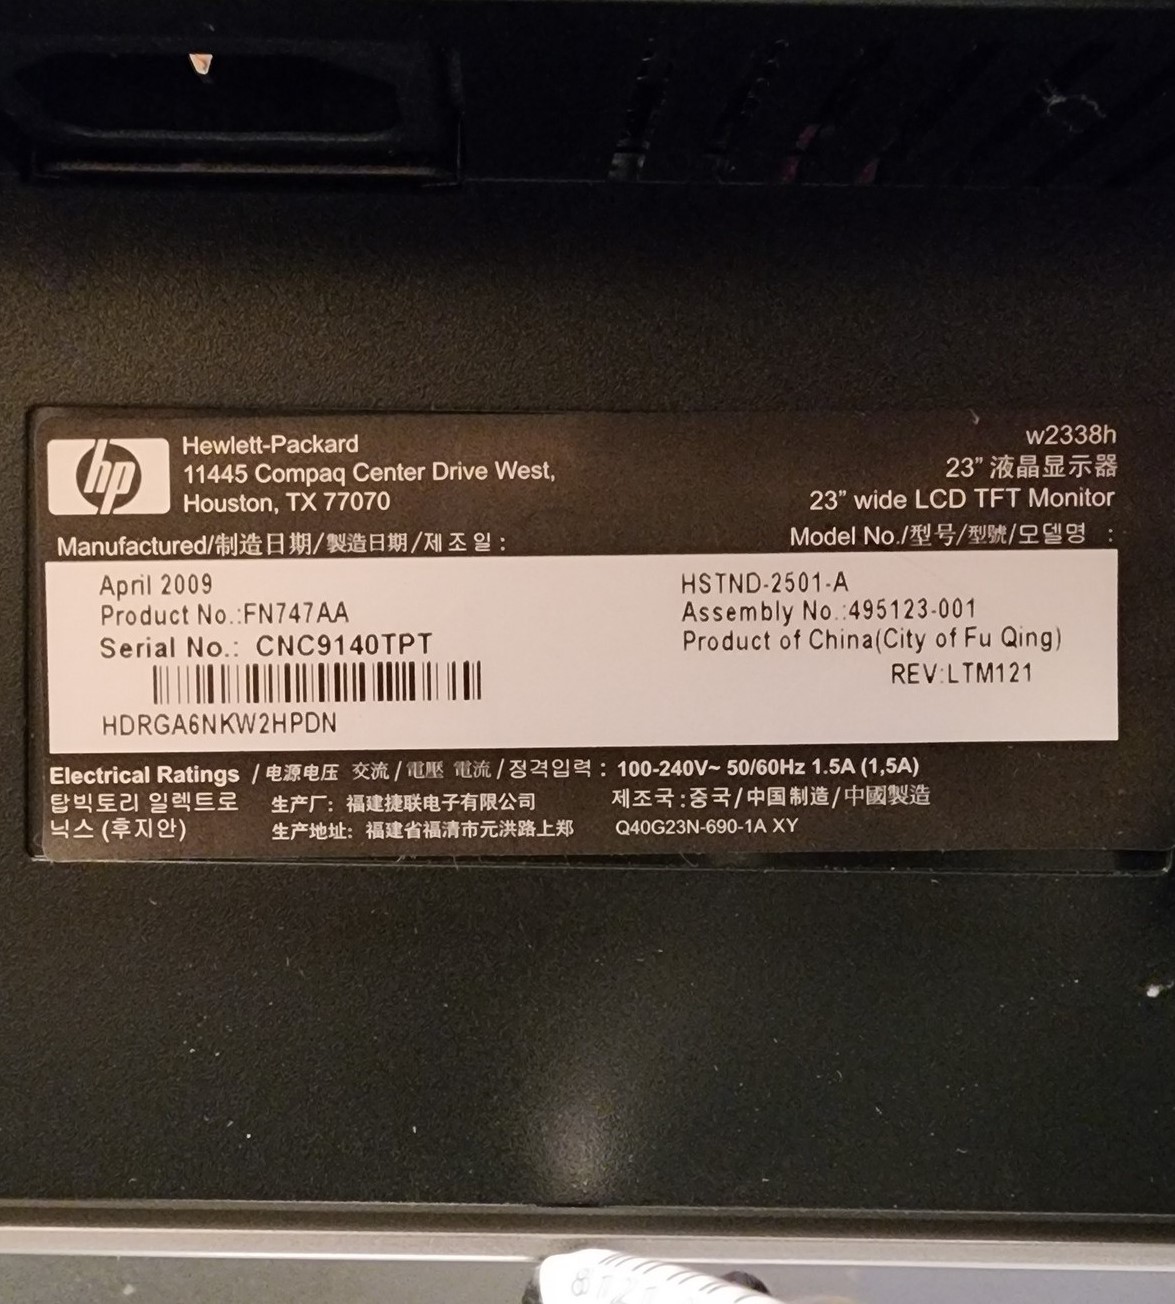 hp
Hewlett-Packard
11445 Compaq Center Drive West,
Houston, TX 77070
w2338h
23” 液晶显示器
23” wide LCD TFT Monitor
Manufactured/制造日期/製造日期/제조일 :
Model No./型号/型號/모델명 :
April 2009
Product No.:FN747AA
Serial No.: CNC9140TPT
HDRGA6NKW2HPDN
HSTND-2501-A
Assembly No.:495123-001
Product of China(City of Fu Qing)
REV:LTM121
Electrical Ratings / 电源电压 交流 / 電壓 電流 / 정격입력 : 100-240V~ 50/60Hz 1.5A (1,5A)
탑빅토리 일렉트로
닉스 (후지안)
生产厂: 福建捷联电子有限公司
生产地址: 福建省福清市元洪路上郑
제조국:중국/中国制造/中國製造
Q40G23N-690-1A XY